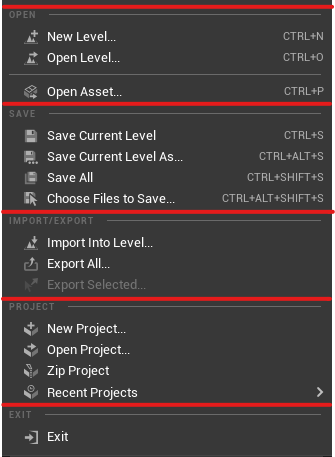 OPEN
New Level... CTRL+N
Open Level... CTRL+O
Open Asset... CTRL+P
SAVE
Save Current Level CTRL+S
Save Current Level As... CTRL+ALT+S
Save All CTRL+SHIFT+S
Choose Files to Save... CTRL+ALT+SHIFT+S
IMPORT/EXPORT
Import Into Level...
Export All...
Export Selected...
PROJECT
New Project...
Open Project...
Zip Project
Recent Projects
EXIT
Exit